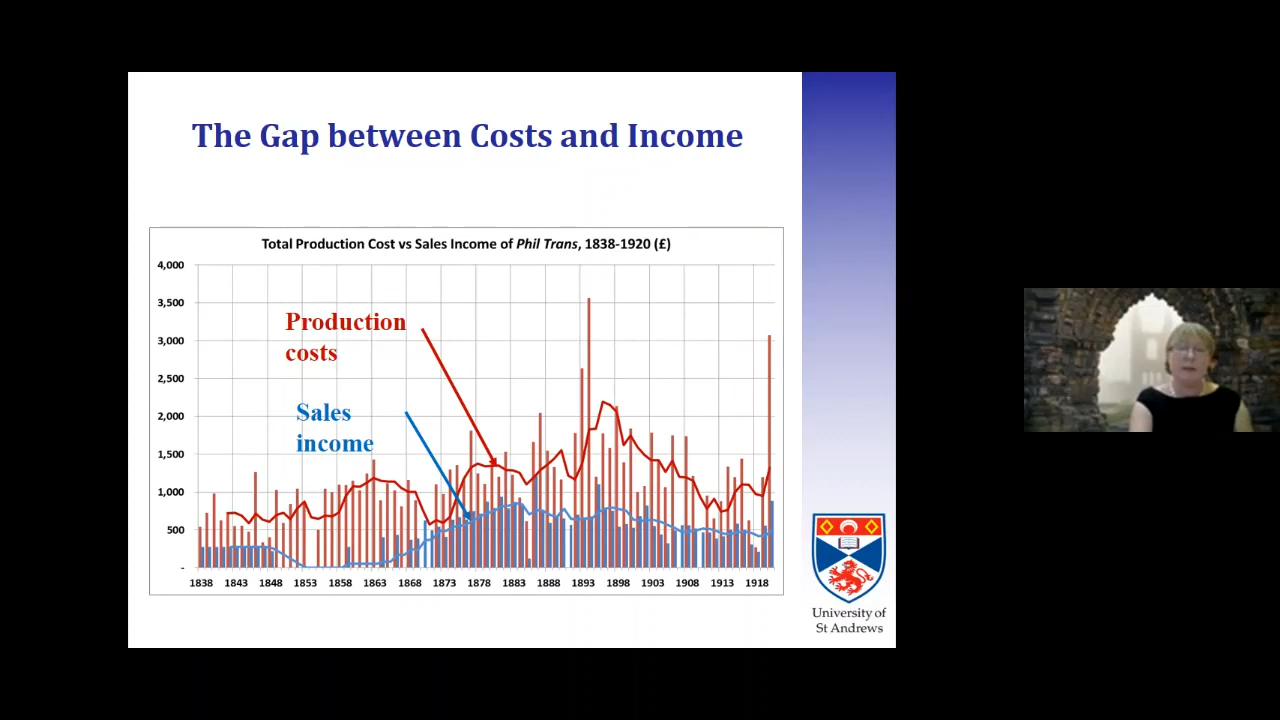 The Gap between Costs and Income
Total Production Cost vs Sales Income of Phil Trans, 1838-1920 (£)
4,000
3,500
3,000
2,500
2,000
1,500
1,000
500
-
Production
costs
Sales
income
1838 1843 1848 1853 1858 1863 1868 1873 1878 1883 1888 1893 1898 1903 1908 1913 1918
University of
St Andrews